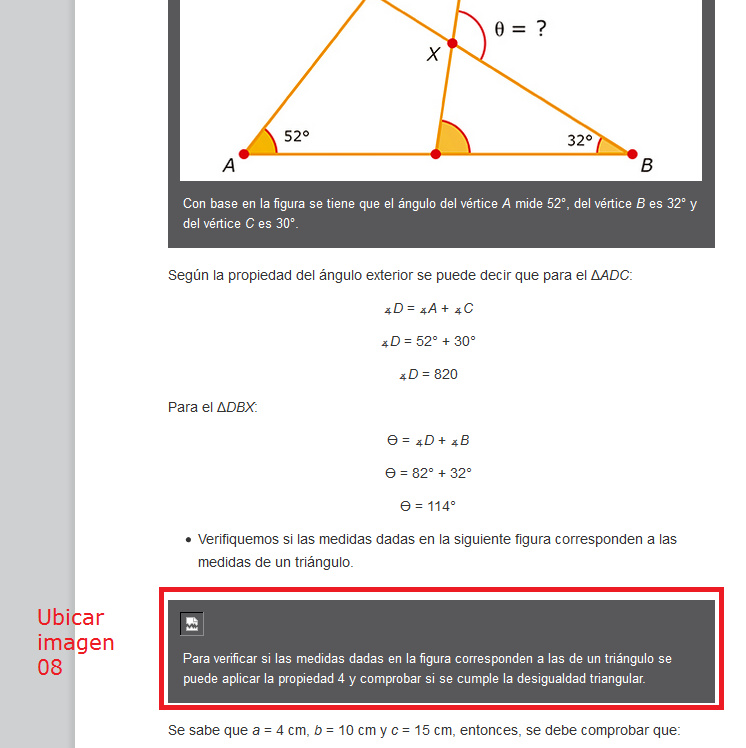 θ = ?
X
52°
32°
A
B
Con base en la figura se tiene que el ángulo del vértice A mide 52°, del vértice B es 32° y
del vértice C es 30°.
Según la propiedad del ángulo exterior se puede decir que para el ΔADC:
∡D = ∡A + ∡C
∡D = 52° + 30°
∡D = 820
Para el ΔDBX:
ϴ = ∡D + ∡B
ϴ = 82° + 32°
ϴ = 114°
• Verifiquemos si las medidas dadas en la siguiente figura corresponden a las
medidas de un triángulo.
Ubicar
imagen
08
Para verificar si las medidas dadas en la figura corresponden a las de un triángulo se
puede aplicar la propiedad 4 y comprobar si se cumple la desigualdad triangular.
Se sabe que a = 4 cm, b = 10 cm y c = 15 cm, entonces, se debe comprobar que: